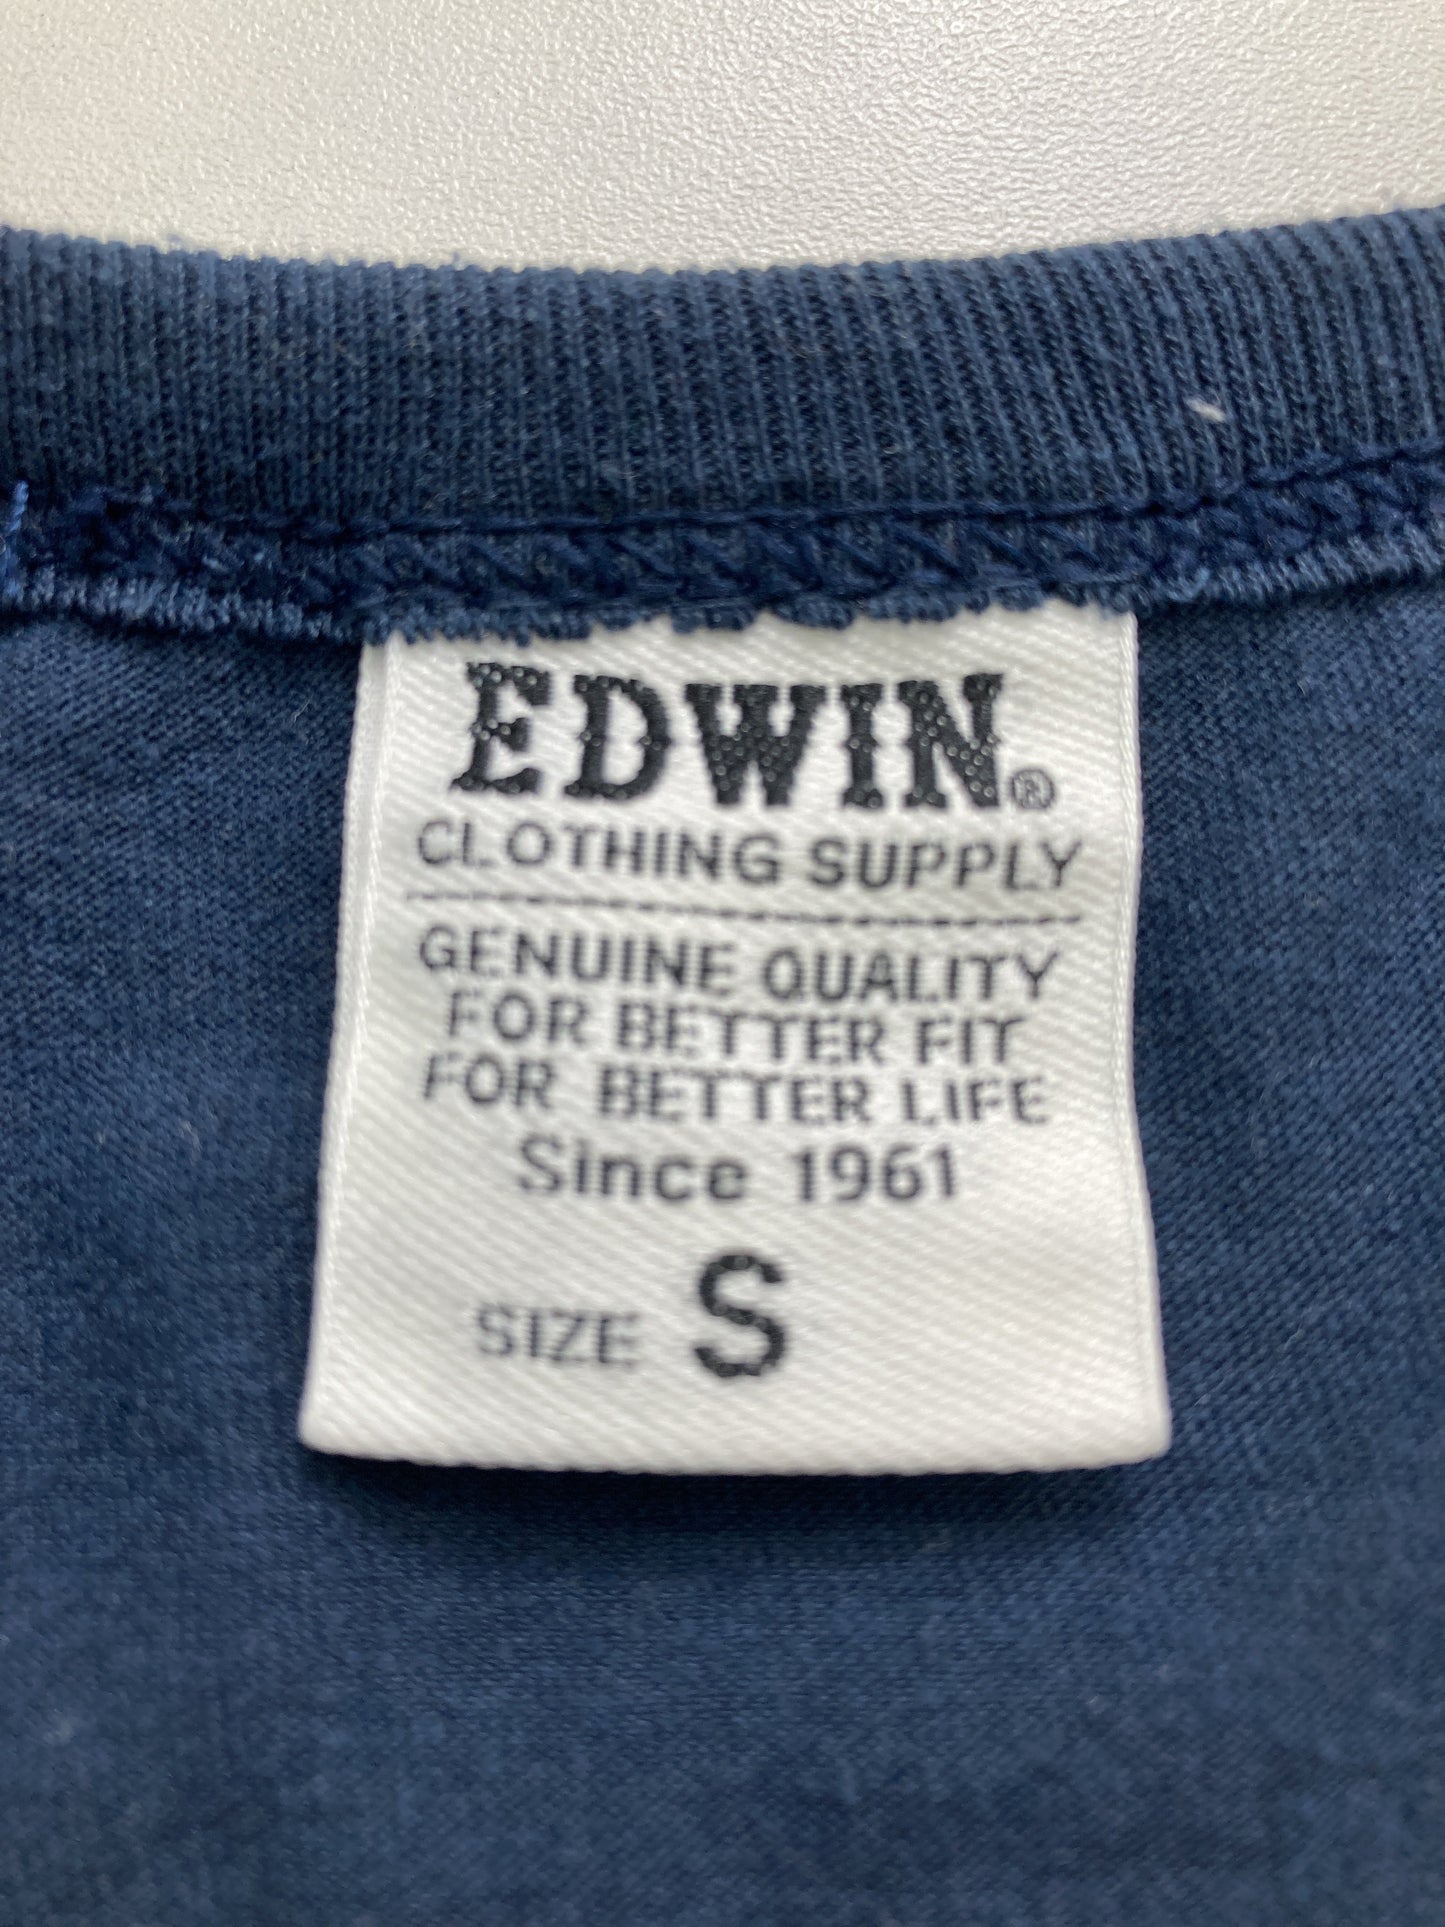 EDWIN®
CLOTHING SUPPLY
GENUINE QUALITY
FOR BETTER FIT
FOR BETTER LIFE
Since 1961
SIZE S